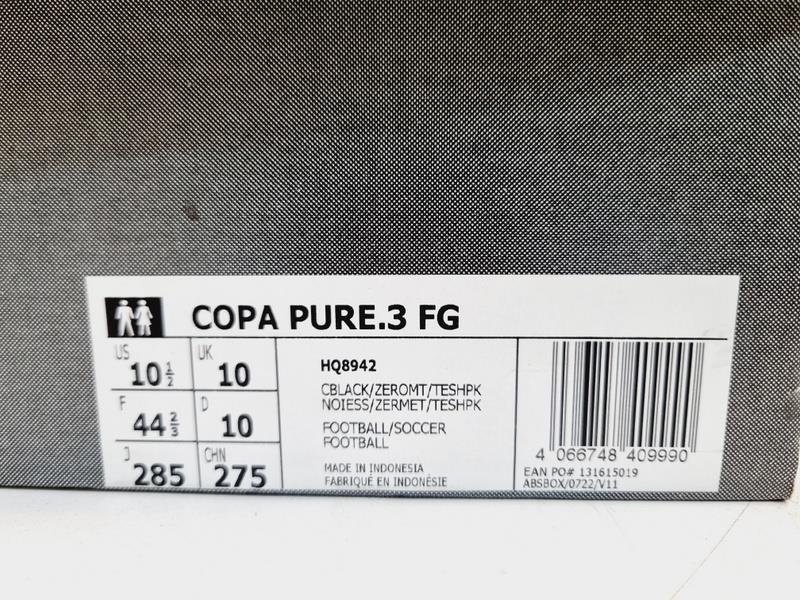 COPA PURE.3 FG
US 10 1/2
UK 10
F 44 2/3
D 10
J 285
CHN 275
HQ8942
CBLACK/ZEROMT/TESHPK
NOIESS/ZERMET/TESHPK
FOOTBALL/SOCCER
FOOTBALL
MADE IN INDONESIA
FABRIQUÉ EN INDONÉSIE
4 066748 409990
EAN PO# 131615019
ABSBOX/0722/V11